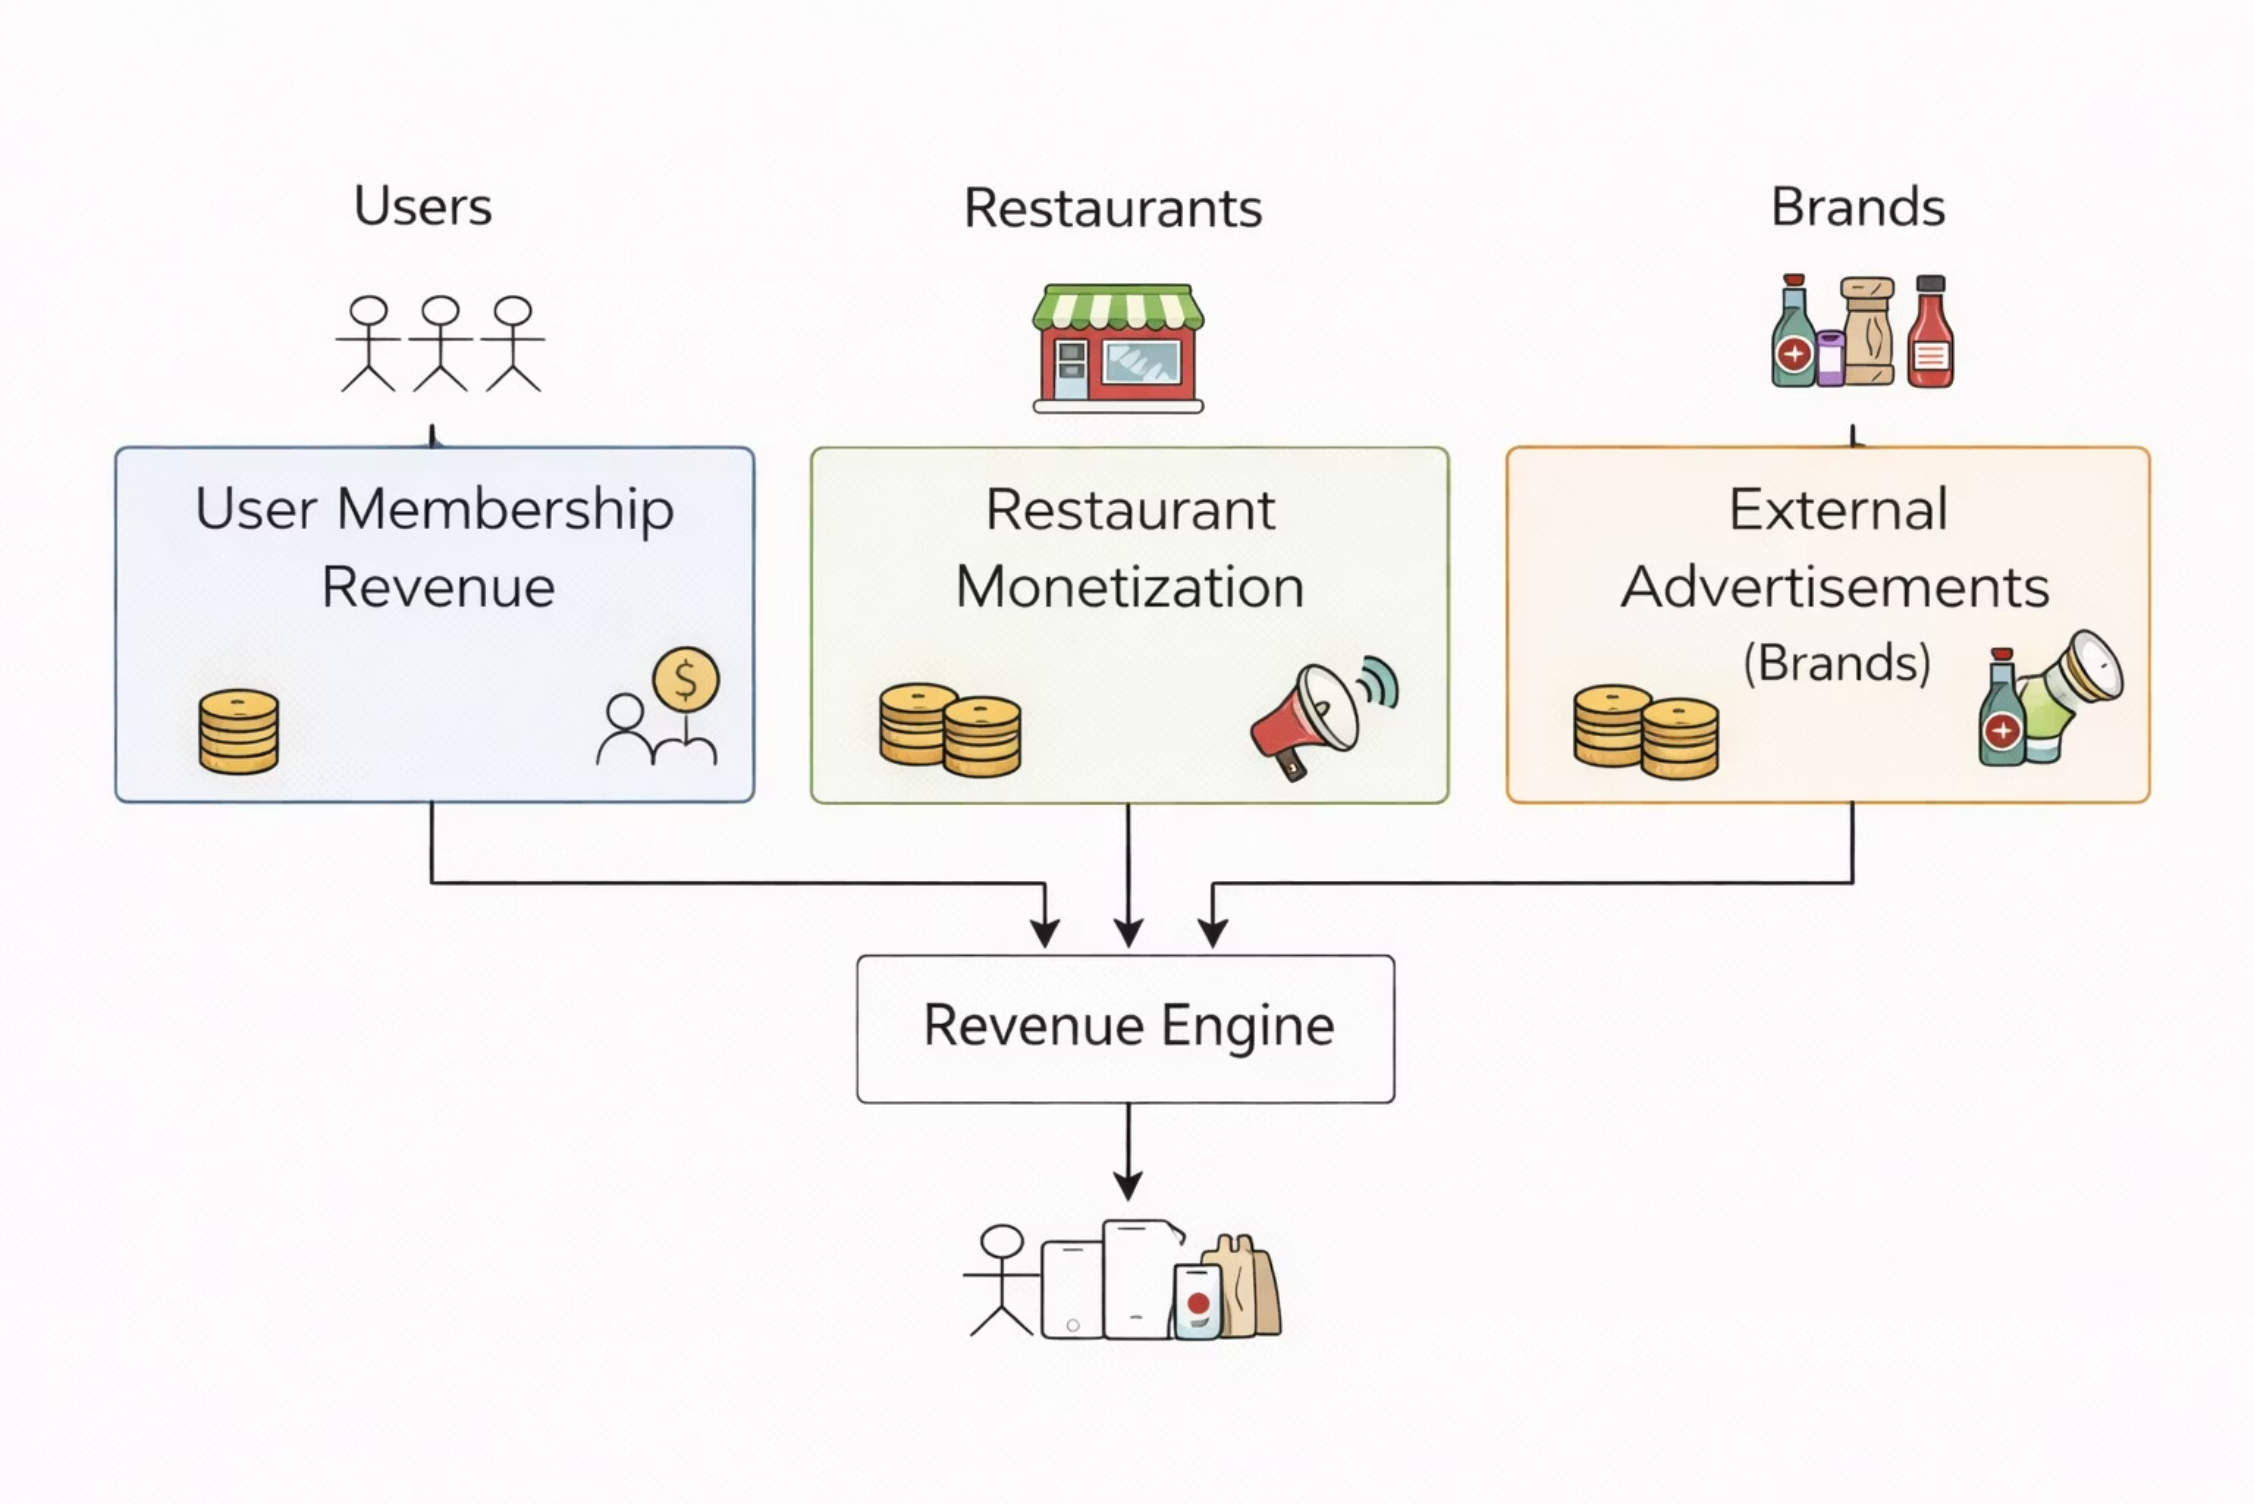 Users
Restaurants
Brands
User Membership
Revenue
Restaurant
Monetization
External
Advertisements
(Brands)
$
Revenue Engine